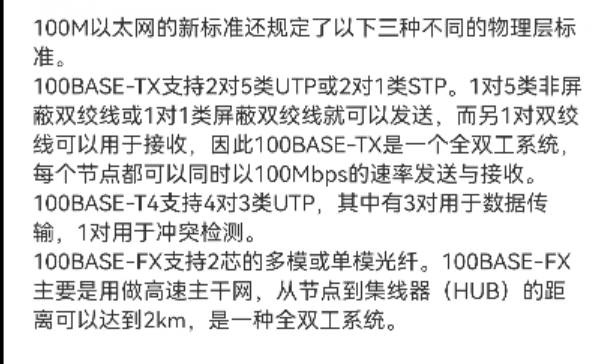 100M以太网的新标准还规定了以下三种不同的物理层标
准。
100BASE-TX支持2对5类UTP或2对1类STP。1对5类非屏
蔽双绞线或1对1类屏蔽双绞线就可以发送，而另1对双绞
线可以用于接收，因此100BASE-TX是一个全双工系统，
每个节点都可以同时以100Mbps的速率发送与接收。
100BASE-T4支持4对3类UTP，其中有3对用于数据传
输，1对用于冲突检测。
100BASE-FX支持2芯的多模或单模光纤。100BASE-FX
主要是用做高速主干网，从节点到集线器（HUB）的距
离可以达到2km，是一种全双工系统。